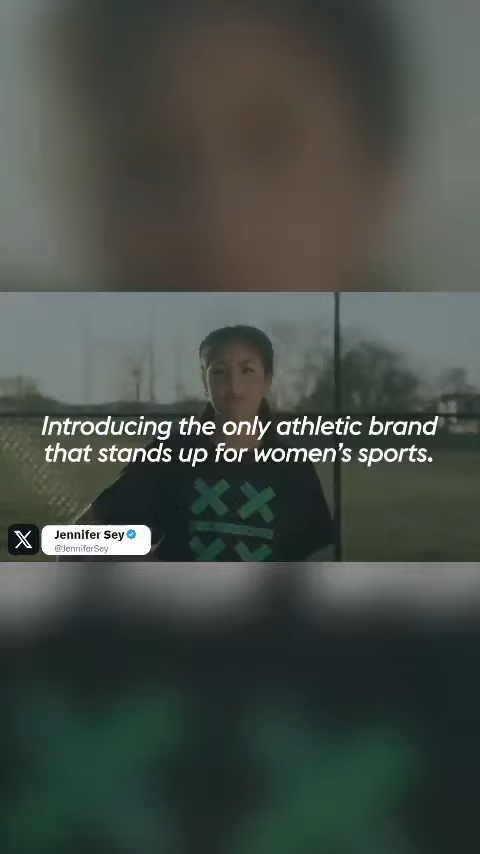 Introducing the only athletic brand
that stands up for women's sports.
X
Jennifer Sey
@JenniferSey